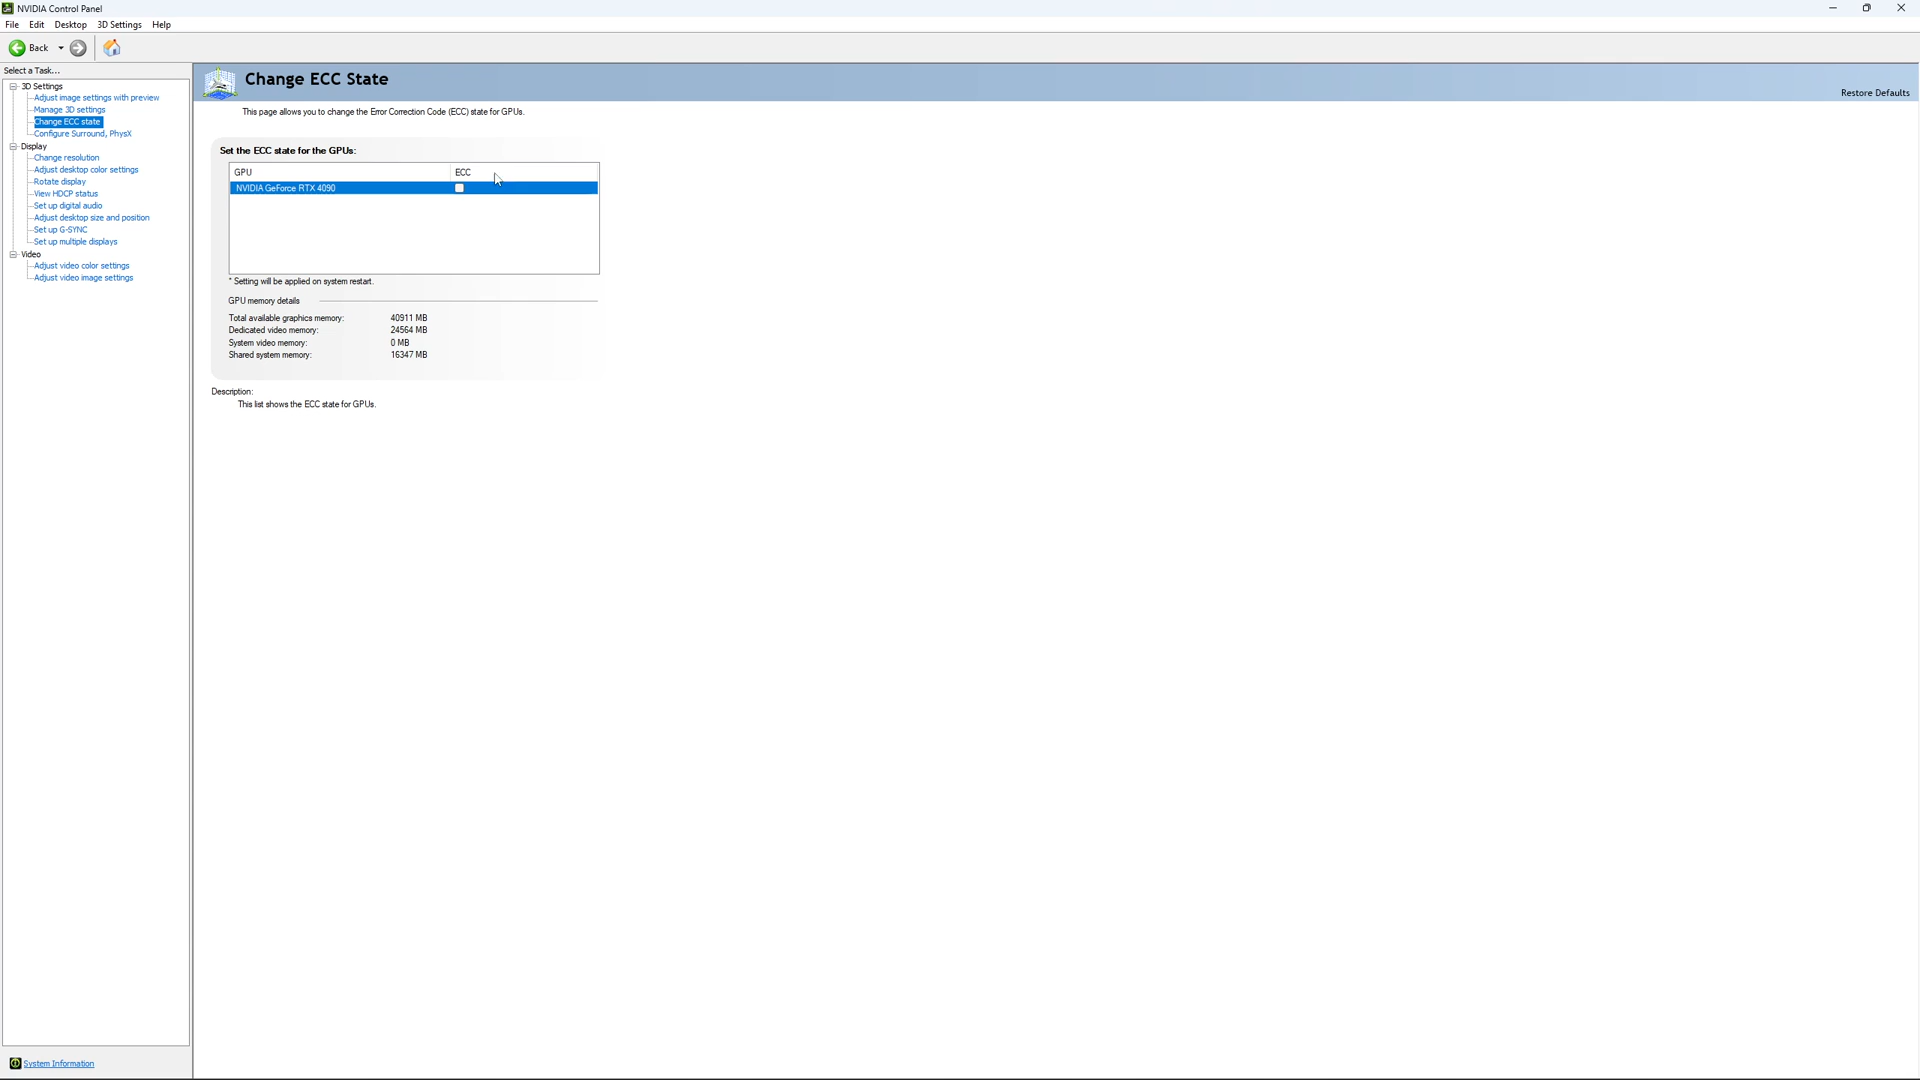 NVIDIA Control Panel
File Edit Desktop 3D Settings Help
Back
Select a Task...
3D Settings
Adjust image settings with preview
Manage 3D settings
Change ECC state
Configure Surround, PhysX
Display
Change resolution
Adjust desktop color settings
Rotate display
View HDCP status
Set up digital audio
Adjust desktop size and position
Set up G-SYNC
Set up multiple displays
Video
Adjust video color settings
Adjust video image settings
System Information
Change ECC State
Restore Defaults
This page allows you to change the Error Correction Code (ECC) state for GPUs.
Set the ECC state for the GPUs:
GPU ECC
NVIDIA GeForce RTX 4090
* Setting will be applied on system restart.
GPU memory details
Total available graphics memory: 40911 MB
Dedicated video memory: 24564 MB
System video memory: 0 MB
Shared system memory: 16347 MB
Description:
This list shows the ECC state for GPUs.